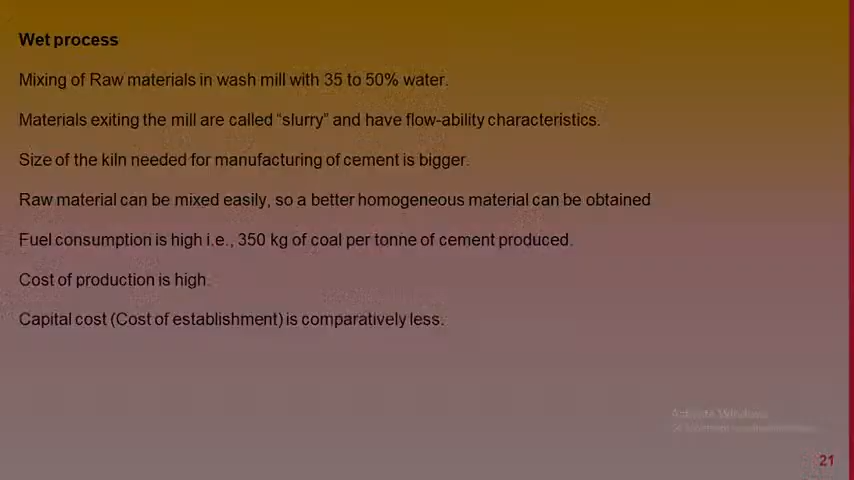 Wet process
Mixing of Raw materials in wash mill with 35 to 50% water.
Materials exiting the mill are called “slurry” and have flow-ability characteristics.
Size of the kiln needed for manufacturing of cement is bigger.
Raw material can be mixed easily, so a better homogeneous material can be obtained
Fuel consumption is high i.e., 350 kg of coal per tonne of cement produced.
Cost of production is high.
Capital cost (Cost of establishment) is comparatively less.
Activate Windows
21